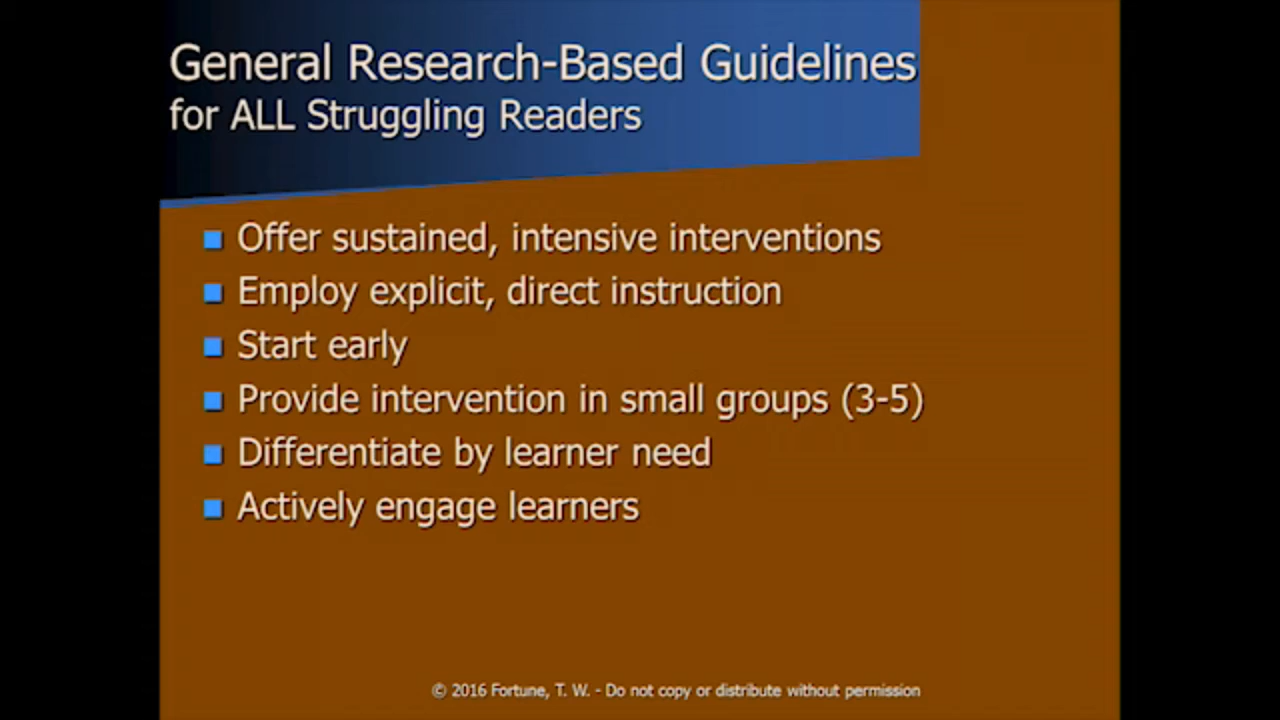 General Research-Based Guidelines
for ALL Struggling Readers
Offer sustained, intensive interventions
Employ explicit, direct instruction
Start early
Provide intervention in small groups (3-5)
Differentiate by learner need
Actively engage learners
© 2016 Fortune, T. W. - Do not copy or distribute without permission